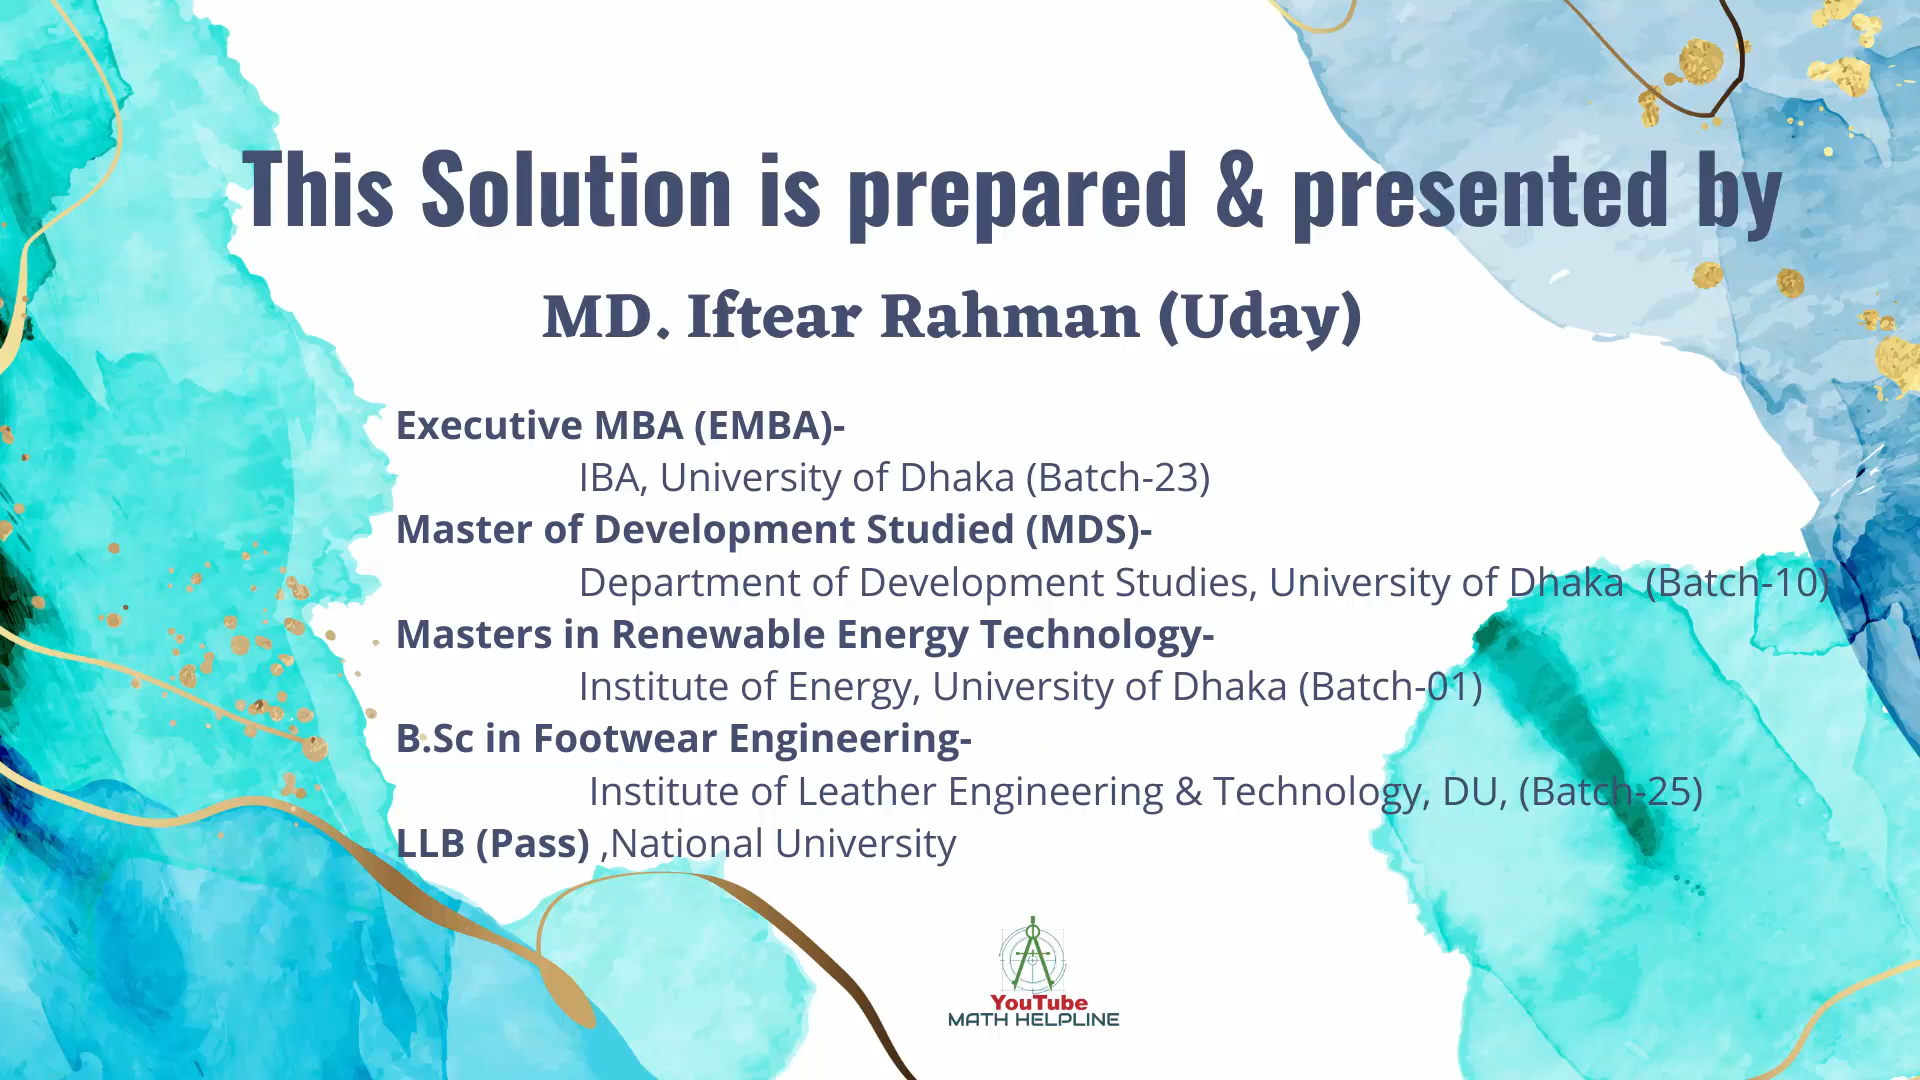 This Solution is prepared & presented by
MD. Iftear Rahman (Uday)
Executive MBA (EMBA)-
IBA, University of Dhaka (Batch-23)
Master of Development Studied (MDS)-
Department of Development Studies, University of Dhaka (Batch-10)
Masters in Renewable Energy Technology-
Institute of Energy, University of Dhaka (Batch-01)
B.Sc in Footwear Engineering-
Institute of Leather Engineering & Technology, DU, (Batch-25)
LLB (Pass) ,National University
YouTube
MATH HELPLINE